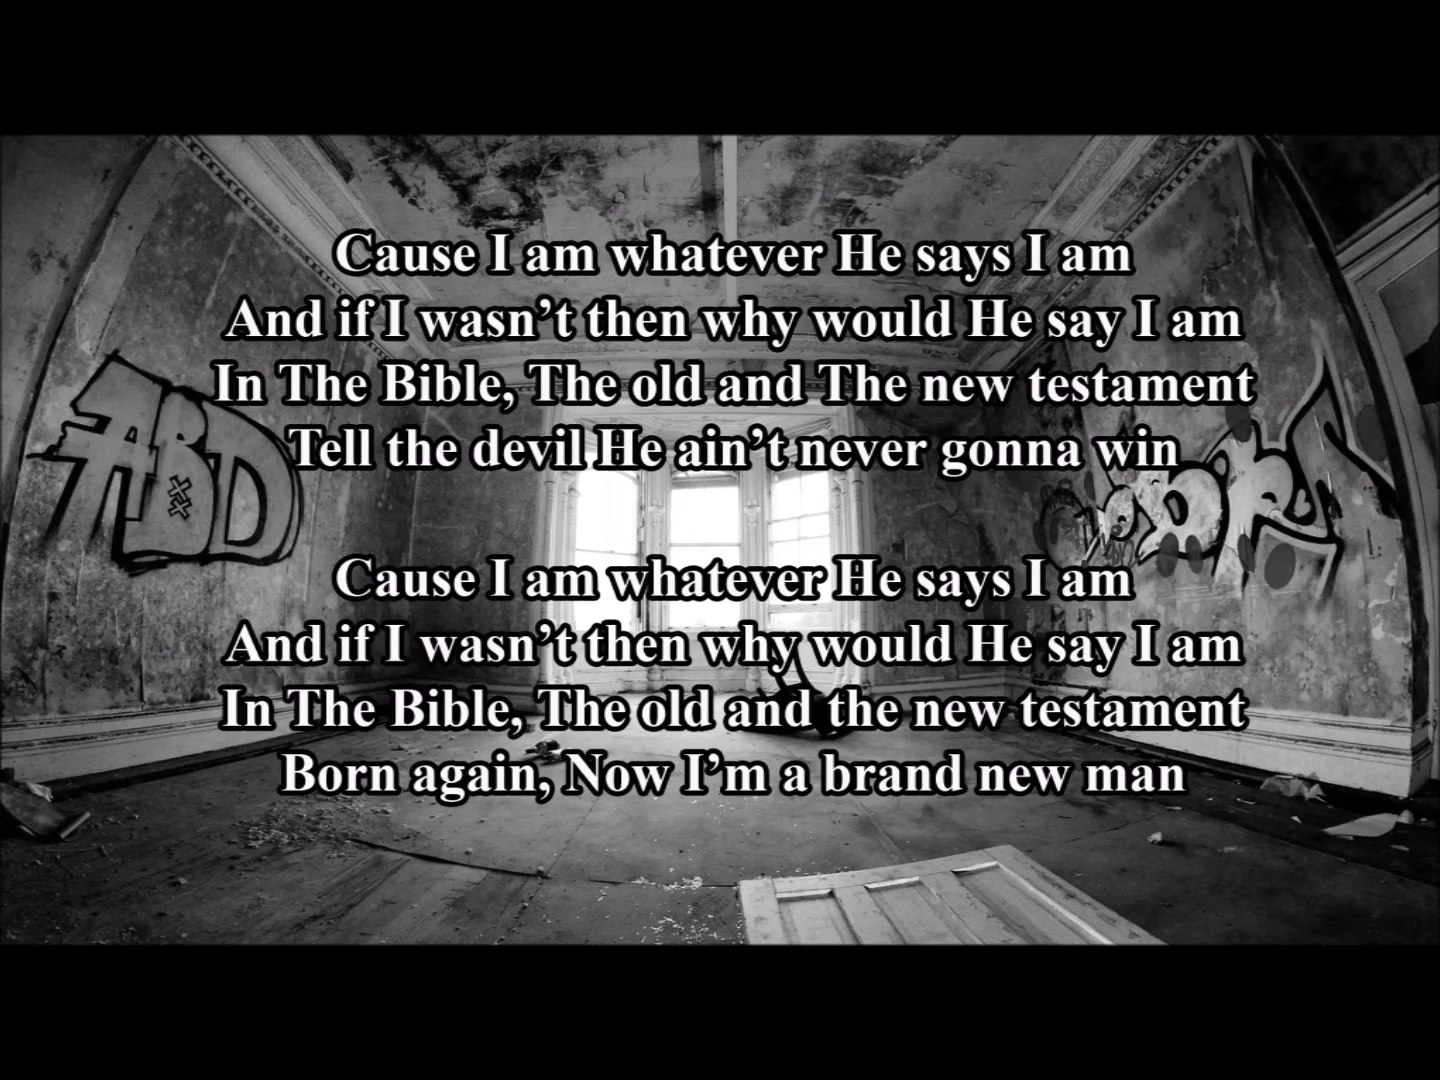 Cause I am whatever He says I am
And if I wasn’t then why would He say I am
In The Bible, The old and The new testament
Tell the devil He ain’t never gonna win
Cause I am whatever He says I am
And if I wasn’t then why would He say I am
In The Bible, The old and the new testament
Born again, Now I’m a brand new man
ABD